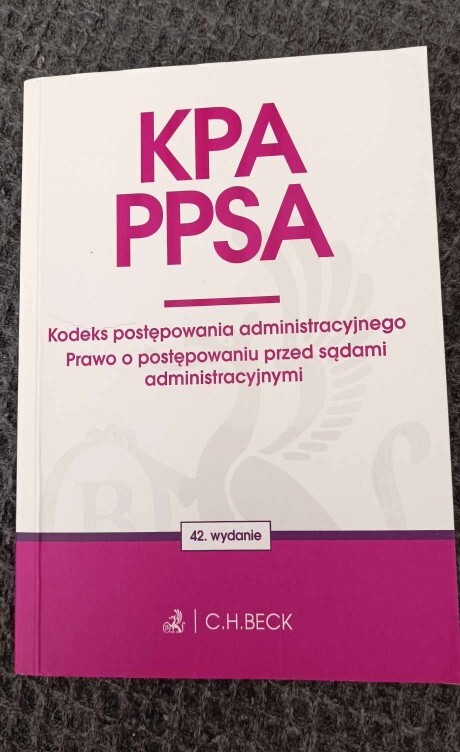 KPA
PPSA
Kodeks postępowania administracyjnego
Prawo o postępowaniu przed sądami
administracyjnymi
B
42. wydanie
B | C.H.BECK